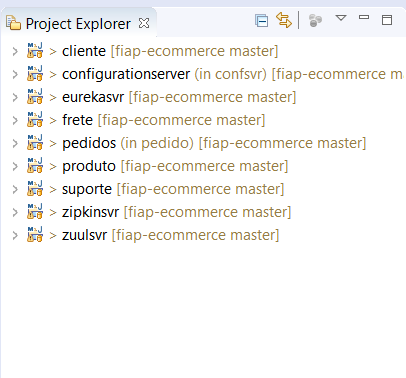 Project Explorer
> cliente [fiap-ecommerce master]
> configurationserver (in confsvr) [fiap-ecommerce m
> eurekasvr [fiap-ecommerce master]
> frete [fiap-ecommerce master]
> pedidos (in pedido) [fiap-ecommerce master]
> produto [fiap-ecommerce master]
> suporte [fiap-ecommerce master]
> zipkinsvr [fiap-ecommerce master]
> zuulsvr [fiap-ecommerce master]